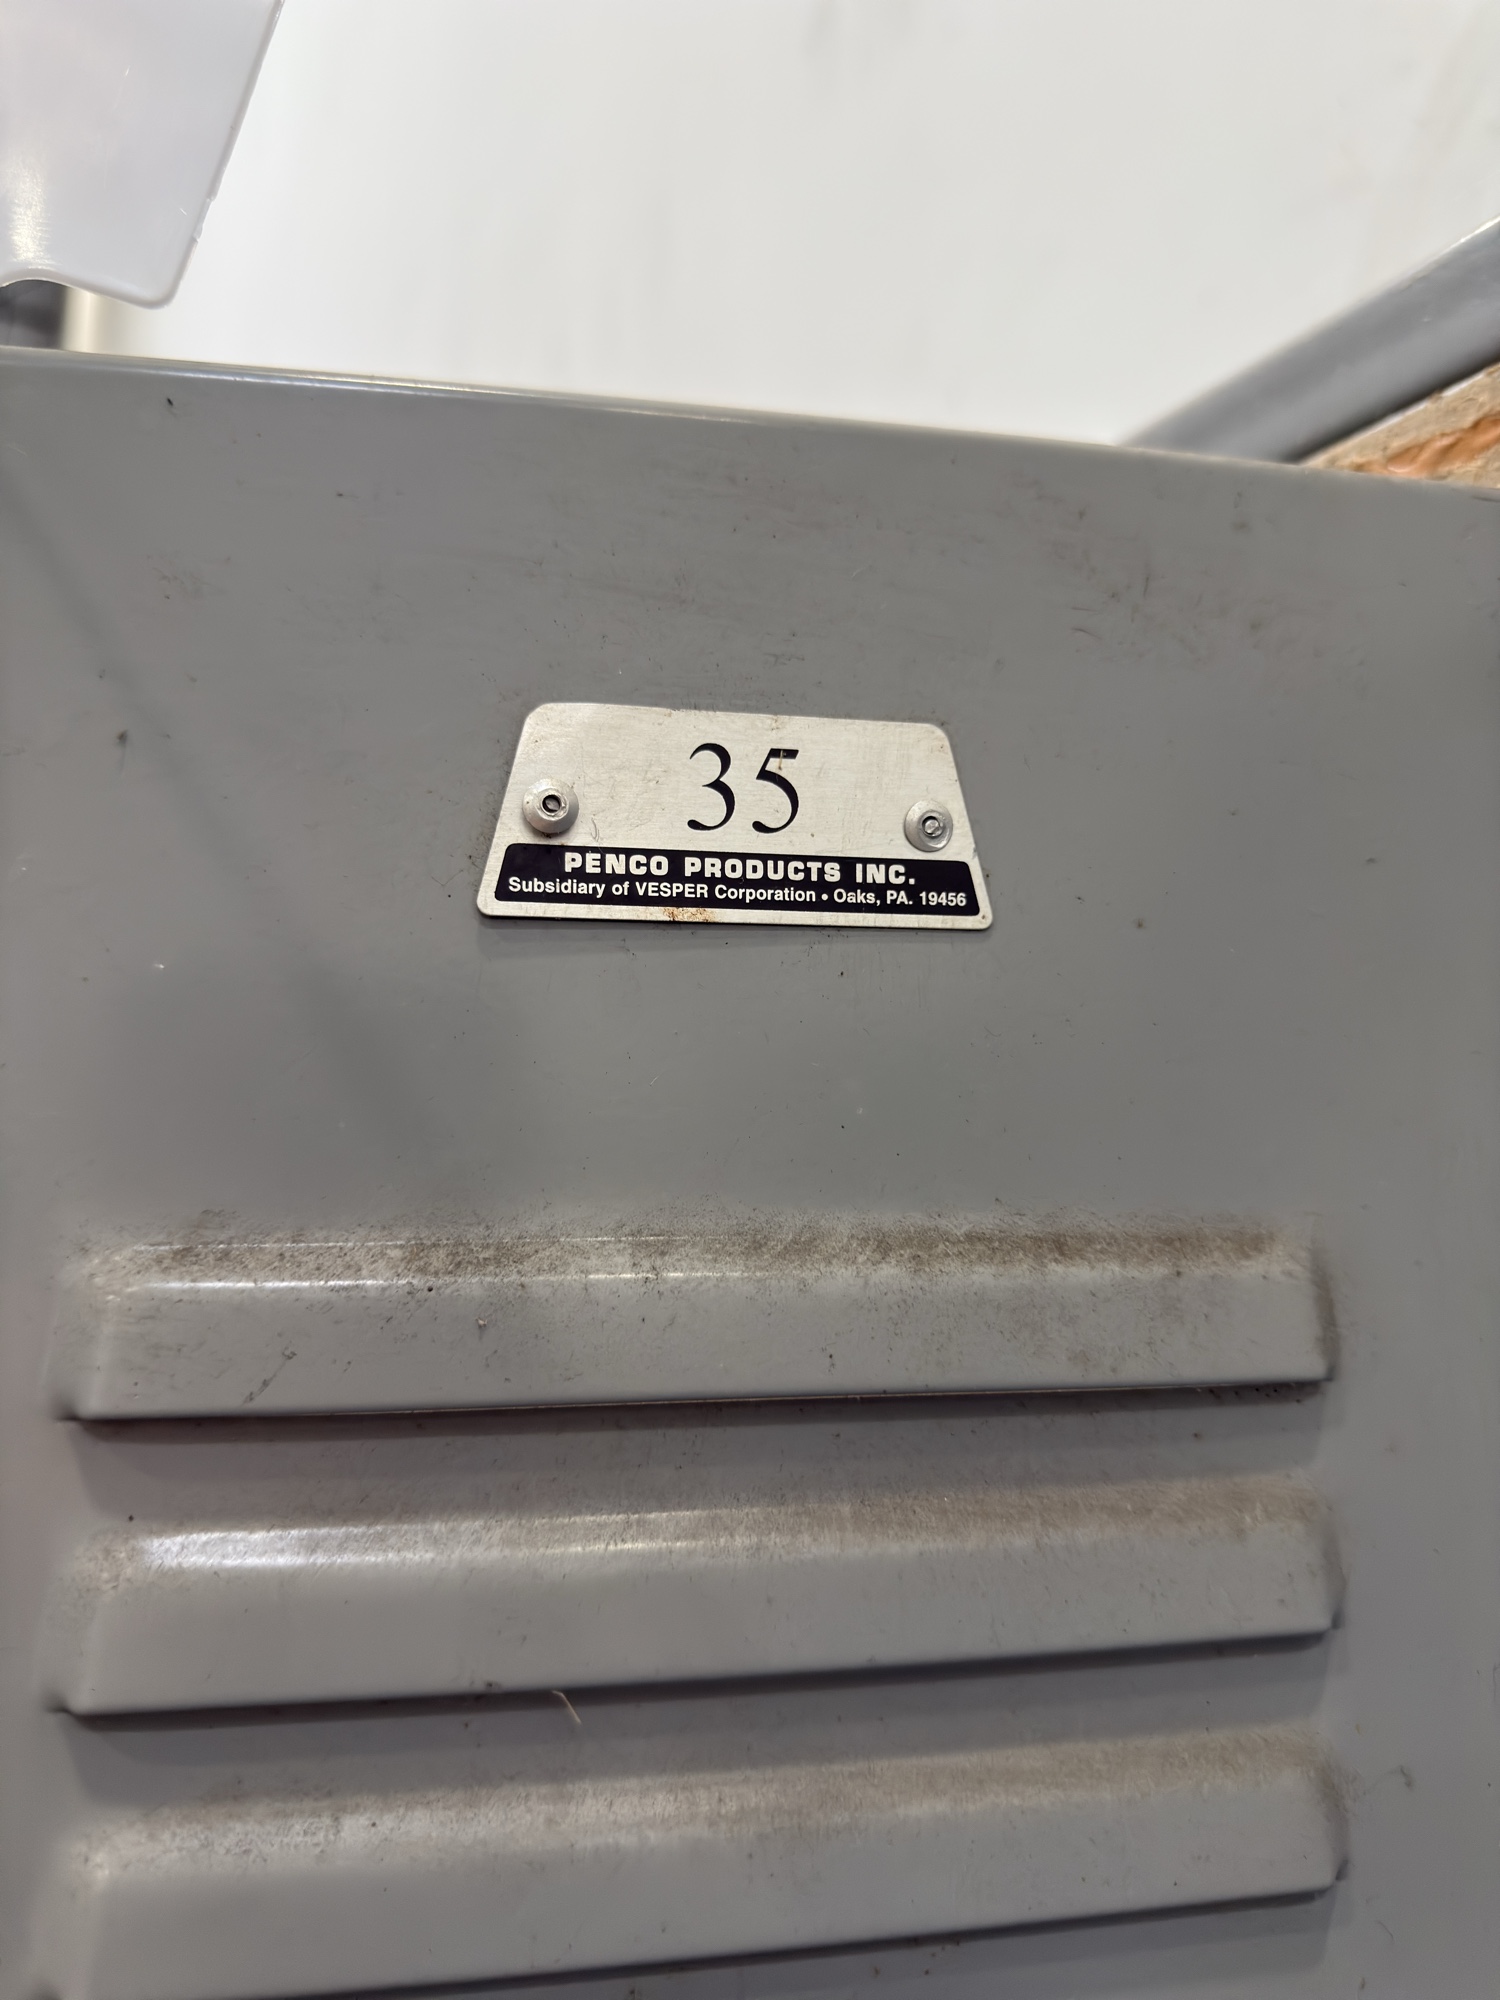 35
PENCO PRODUCTS INC.
Subsidiary of VESPER Corporation • Oaks, PA. 19456